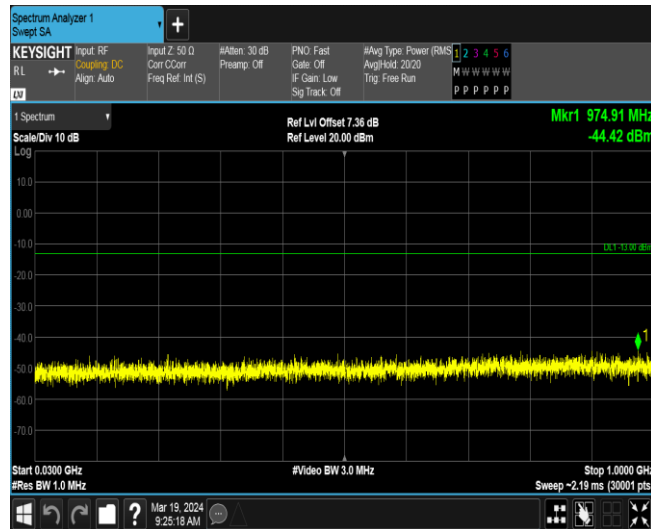 Spectrum Analyzer 1
Swept SA
+
KEYSIGHT
RL
LXI
Input: RF
Coupling: DC
Align: Auto
Input Z: 50 Ω
Corr CCorr
Freq Ref: Int (S)
#Atten: 30 dB
Preamp: Off
PNO: Fast
Gate: Off
IF Gain: Low
Sig Track: Off
#Avg Type: Power (RMS
Avg|Hold: 20/20
Trig: Free Run
1 2 3 4 5 6
M W W W W W
P P P P P P
1 Spectrum
Scale/Div 10 dB
Log
Ref Lvl Offset 7.36 dB
Ref Level 20.00 dBm
Mkr1 974.91 MHz
-44.42 dBm
10.0
0.00
-10.0
DL1 -13.00 dBm
-20.0
-30.0
-40.0
1
-50.0
-60.0
-70.0
Start 0.0300 GHz
#Res BW 1.0 MHz
#Video BW 3.0 MHz
Stop 1.0000 GHz
Sweep ~2.19 ms (30001 pts
?
Mar 19, 2024
9:25:18 AM